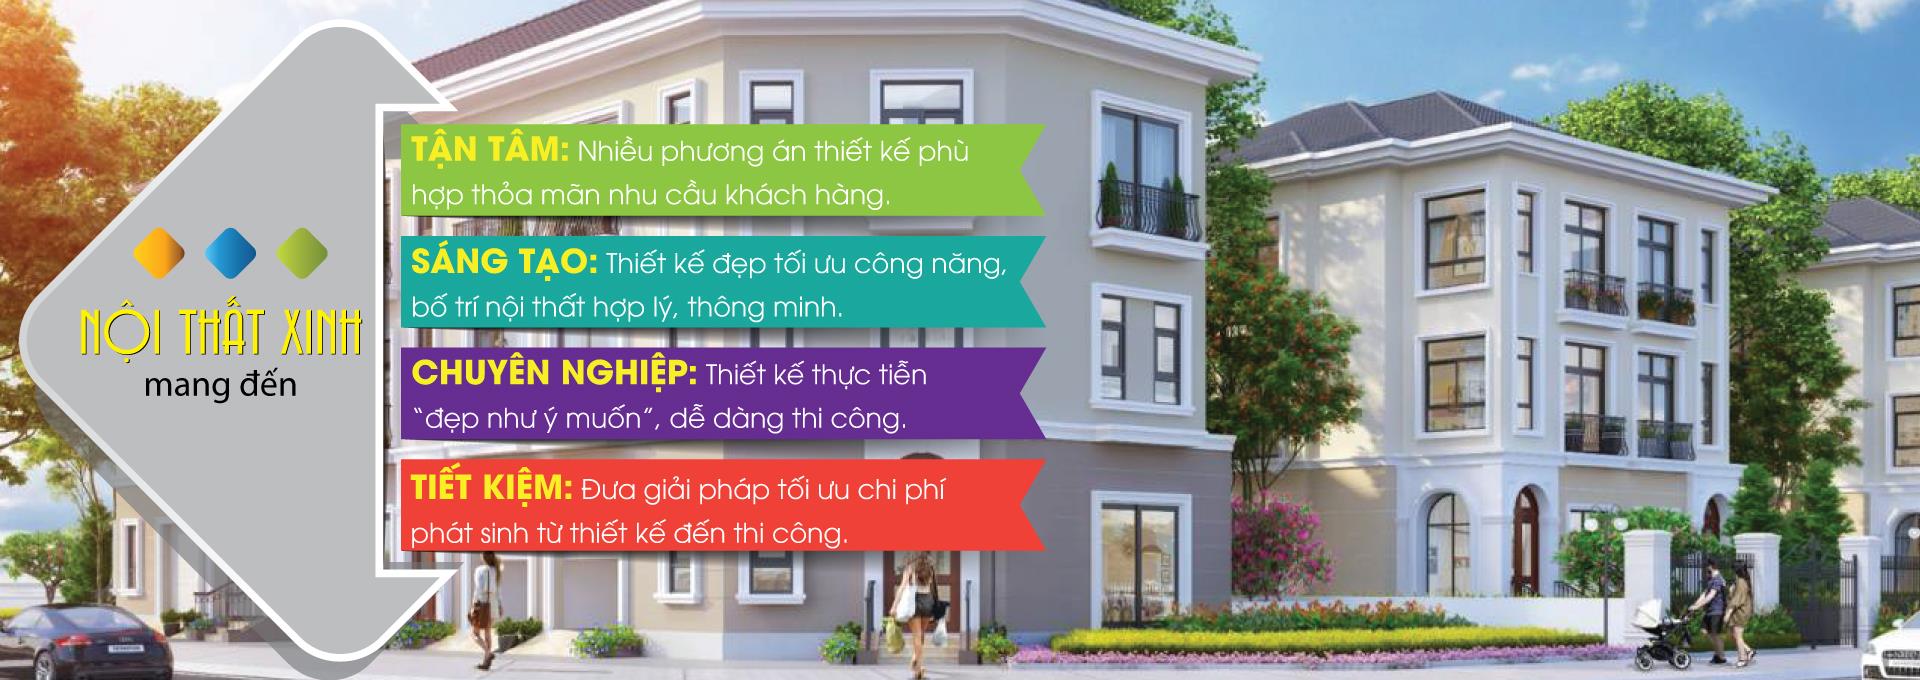 NỘI THẤT XINH
mang đến
TẬN TÂM: Nhiều phương án thiết kế phù
hợp thỏa mãn nhu cầu khách hàng.
SÁNG TẠO: Thiết kế đẹp tối ưu công năng,
bố trí nội thất hợp lý, thông minh.
CHUYÊN NGHIỆP: Thiết kế thực tiễn
“đẹp như ý muốn”, dễ dàng thi công.
TIẾT KIỆM: Đưa giải pháp tối ưu chi phí
phát sinh từ thiết kế đến thi công.